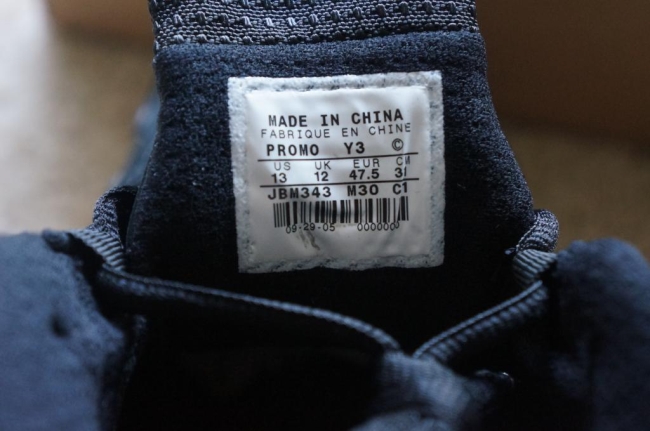 MADE IN CHINA
FABRIQUE EN CHINE
PROMO Y3 ©
US UK EUR CM
13 12 47.5 31
JBM343 M30 C1
09-29-05 000000